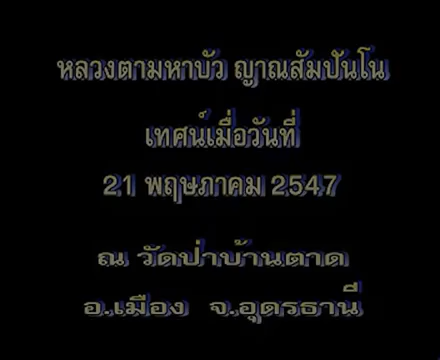 หลวงตามหาบัว ญาณสัมปันโน
เทศน์เมื่อวันที่
21 พฤษภาคม 2547
ณ วัดป่าบ้านตาด
อ.เมือง จ.อุดรธานี